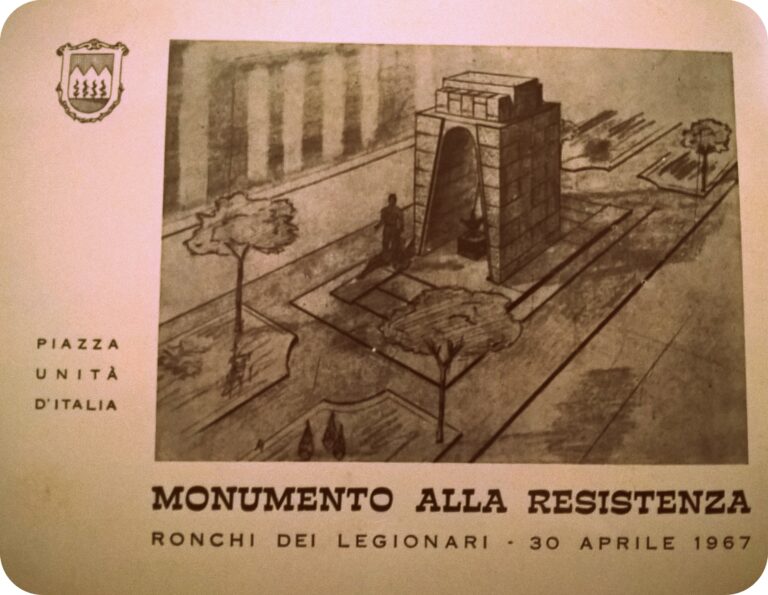 PIAZZA
UNITÀ
D'ITALIA
MONUMENTO ALLA RESISTENZA
RONCHI DEI LEGIONARI - 30 APRILE 1967